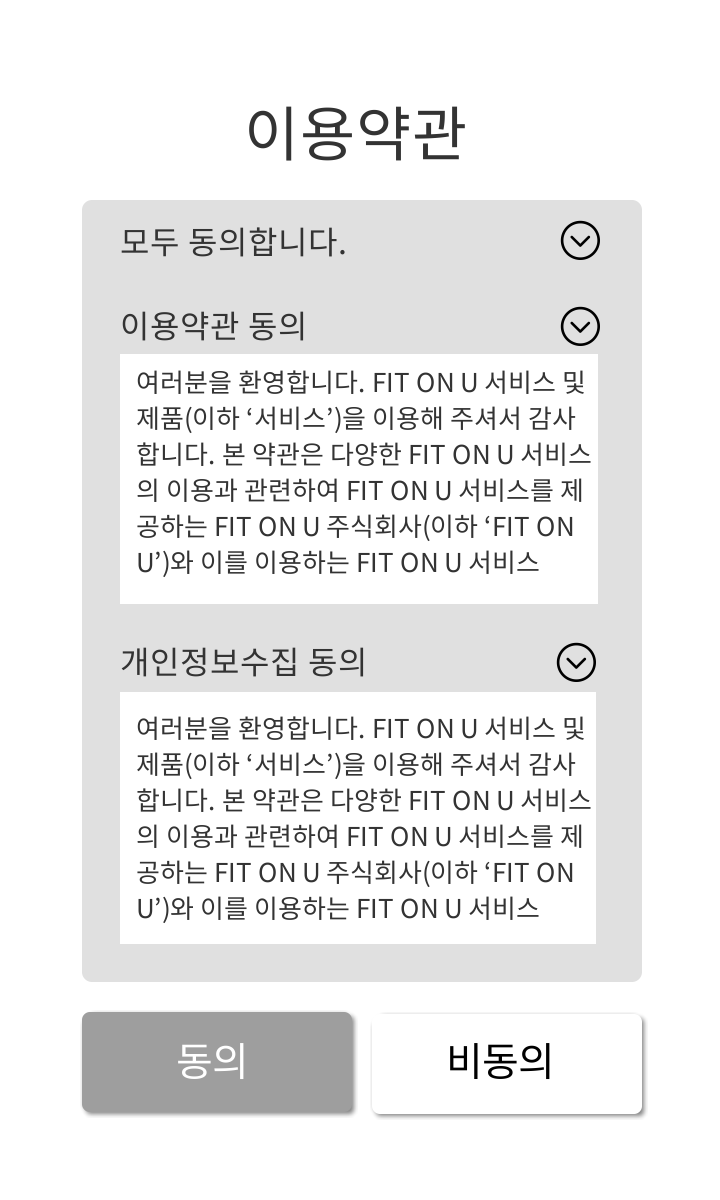 이용약관
모두 동의합니다.
이용약관 동의
여러분을 환영합니다. FIT ON U 서비스 및
제품(이하 ‘서비스’)을 이용해 주셔서 감사
합니다. 본 약관은 다양한 FIT ON U 서비스
의 이용과 관련하여 FIT ON U 서비스를 제
공하는 FIT ON U 주식회사(이하 ‘FIT ON
U’)와 이를 이용하는 FIT ON U 서비스
개인정보수집 동의
여러분을 환영합니다. FIT ON U 서비스 및
제품(이하 ‘서비스’)을 이용해 주셔서 감사
합니다. 본 약관은 다양한 FIT ON U 서비스
의 이용과 관련하여 FIT ON U 서비스를 제
공하는 FIT ON U 주식회사(이하 ‘FIT ON
U’)와 이를 이용하는 FIT ON U 서비스
동의 비동의